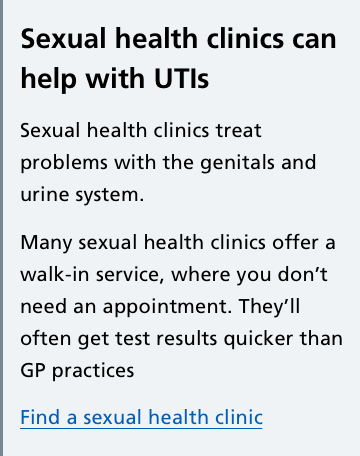 Sexual health clinics can
help with UTIs
Sexual health clinics treat
problems with the genitals and
urine system.
Many sexual health clinics offer a
walk-in service, where you don’t
need an appointment. They’ll
often get test results quicker than
GP practices
Find a sexual health clinic